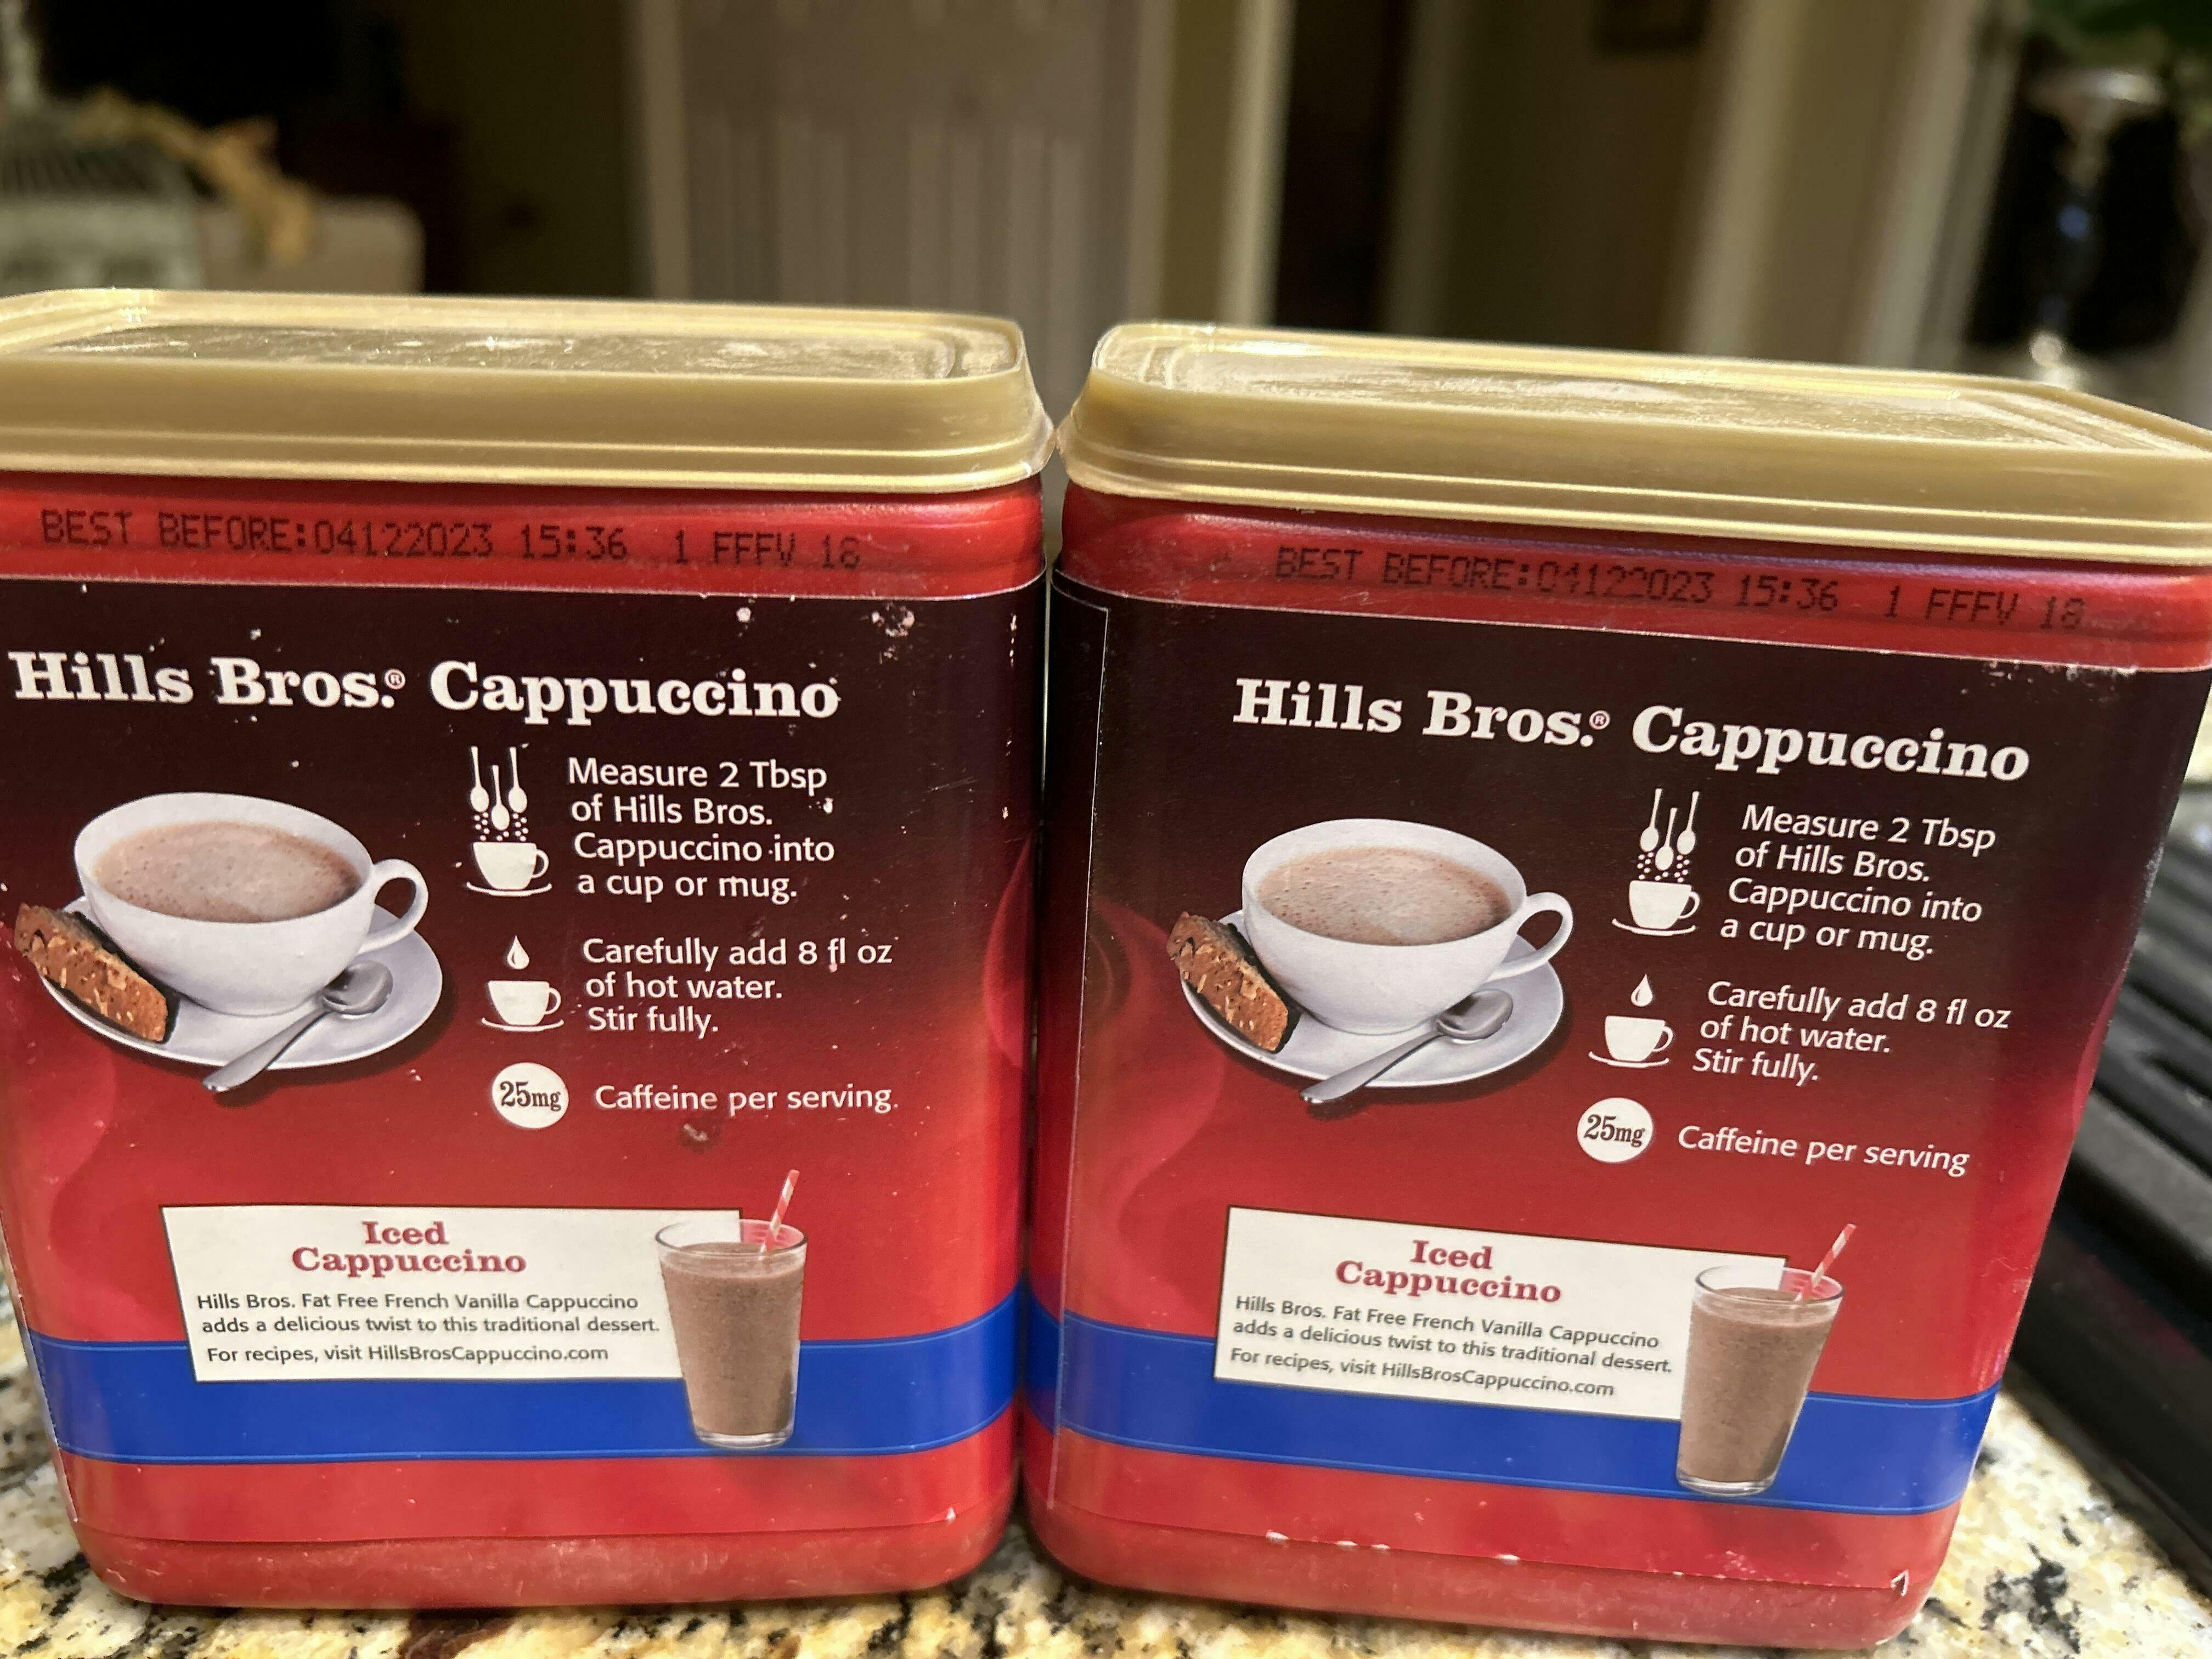 BEST BEFORE:04122023 15:36 1 FFFV 18
Hills Bros.® Cappuccino
Measure 2 Tbsp
of Hills Bros.
Cappuccino into
a cup or mug.
Carefully add 8 fl oz
of hot water.
Stir fully.
25mg Caffeine per serving.
Iced
Cappuccino
Hills Bros. Fat Free French Vanilla Cappuccino
adds a delicious twist to this traditional dessert.
For recipes, visit HillsBrosCappuccino.com
BEST BEFORE:04122023 15:36 1 FFFV 18
Hills Bros.® Cappuccino
Measure 2 Tbsp
of Hills Bros.
Cappuccino into
a cup or mug.
Carefully add 8 fl oz
of hot water.
Stir fully.
25mg Caffeine per serving
Iced
Cappuccino
Hills Bros. Fat Free French Vanilla Cappuccino
adds a delicious twist to this traditional dessert.
For recipes, visit HillsBrosCappuccino.com